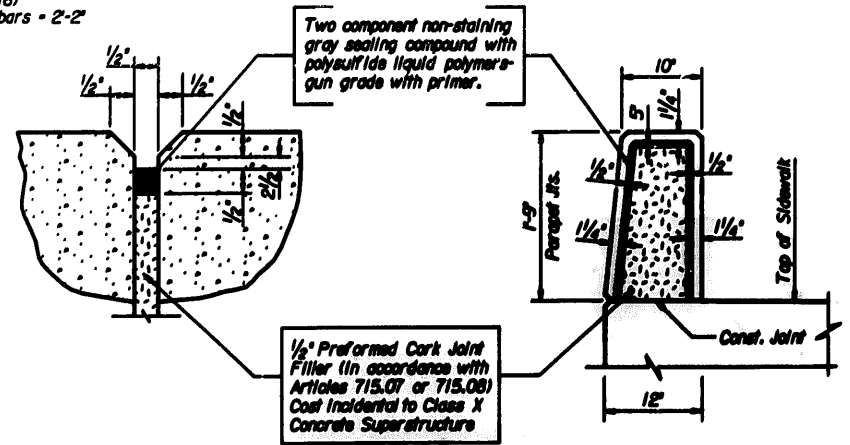 bars = 2'-2"
Two component non-staining
gray sealing compound with
polysulfide liquid polymers-
gun grade with primer.
1/2"
1/2"
1/2"
1/2"
2 1/2"
1/2"
10"
5"
1 1/4"
1/2"
1/2"
1'-9"
Parapet Jts.
1 1/4"
1 1/4"
Top of Sidewalk
Const. Joint
12"
1/2" Preformed Cork Joint
Filler (in accordance with
Articles 715.07 or 715.08)
Cost incidental to Class X
Concrete Superstructure